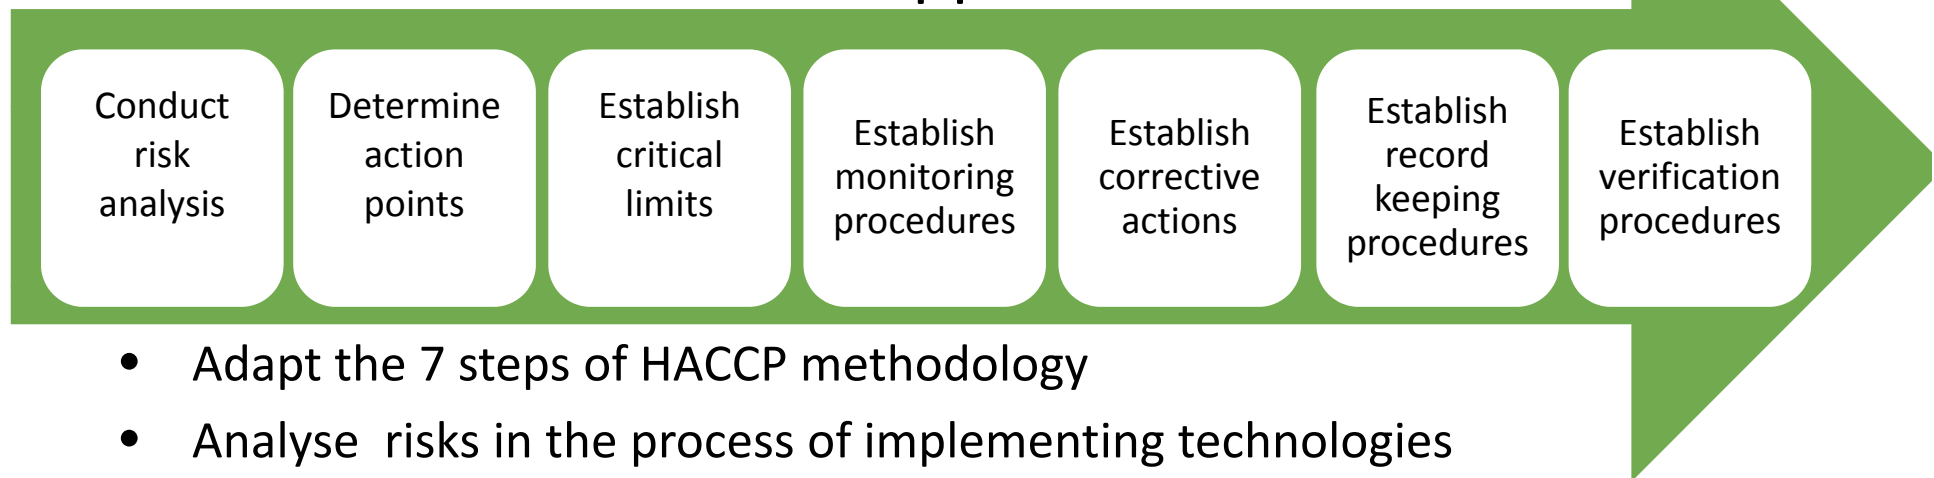 Conduct
risk
analysis
Determine
action
points
Establish
critical
limits
Establish
monitoring
procedures
Establish
corrective
actions
Establish
record
keeping
procedures
Establish
verification
procedures
• Adapt the 7 steps of HACCP methodology
• Analyse risks in the process of implementing technologies